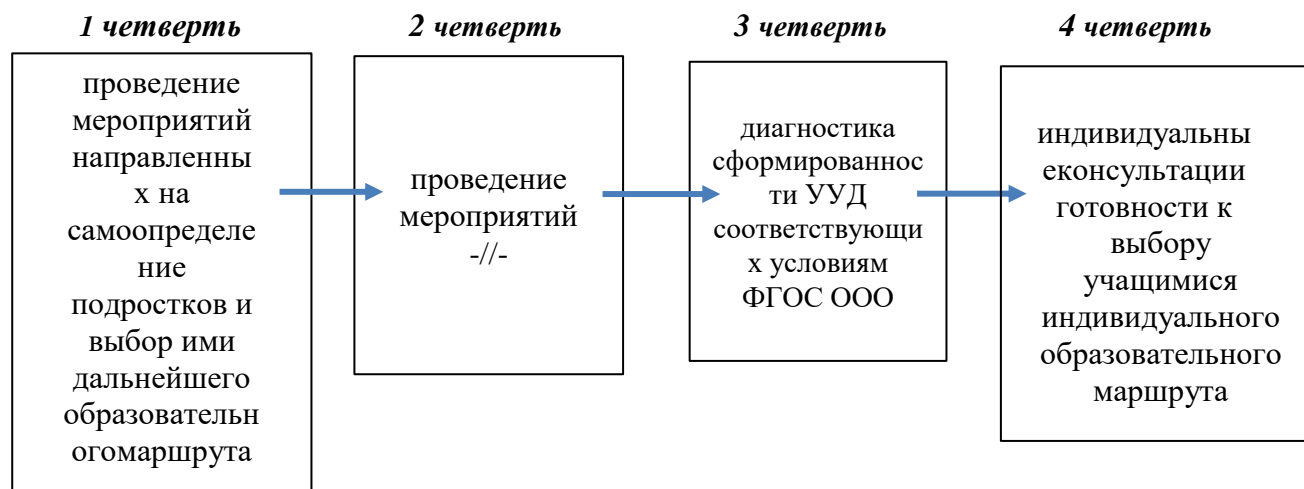 1 четверть
2 четверть
3 четверть
4 четверть
проведение
мероприятий
направленны
х на
самоопределе
ние
подростков и
выбор ими
дальнейшего
образовательн
огомаршрута
проведение
мероприятий
-//-
диагностика
сформированнос
ти УУД
соответствующи
х условиям
ФГОС ООО
индивидуальны
еконсультации
готовности к
выбору
учащимися
индивидуального
образовательного
маршрута